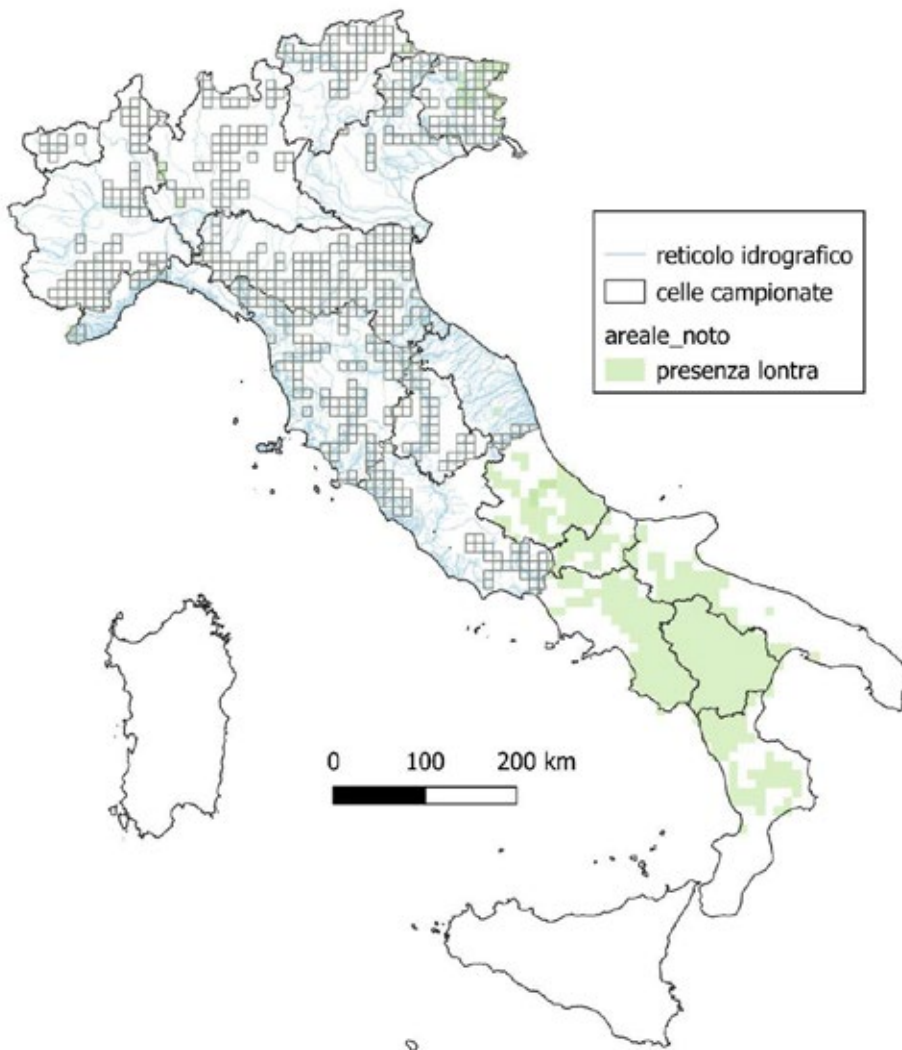 reticolo idrografico
celle campionate
areale_noto
presenza lontra
0 100 200 km